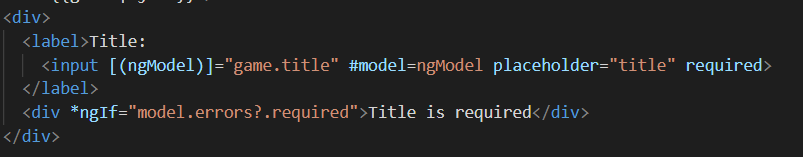 <div>
<label>Title:
<input [(ngModel)]="game.title" #model=ngModel placeholder="title" required>
</label>
<div *ngIf="model.errors?.required">Title is required</div>
</div>